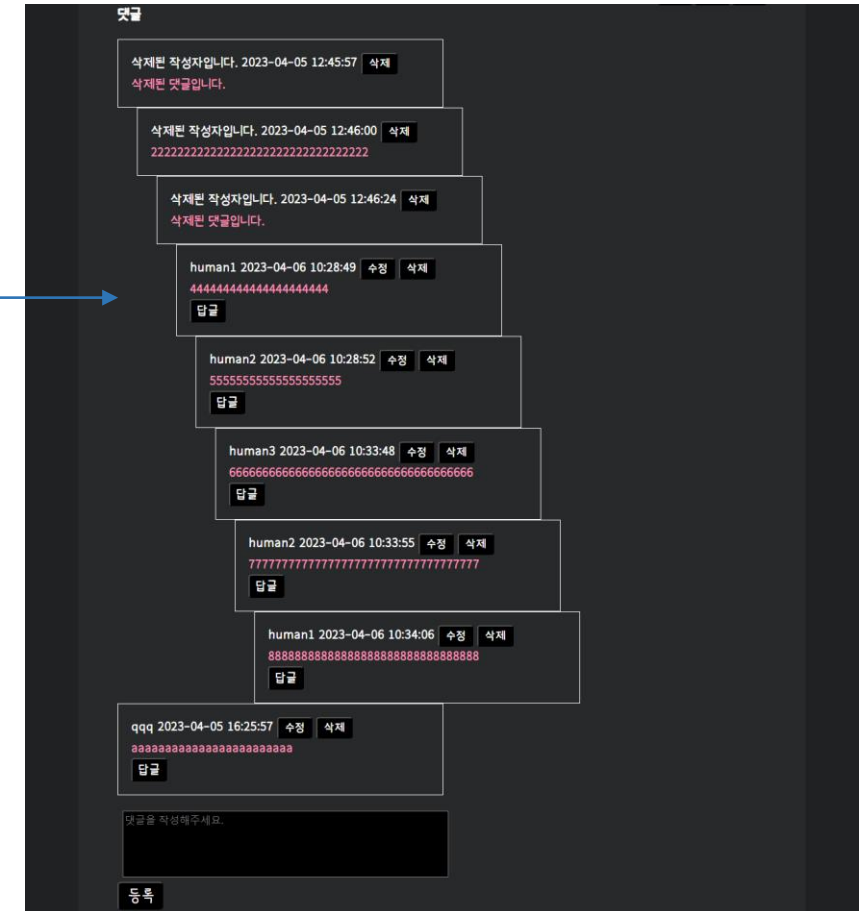 댓글
삭제된 작성자입니다. 2023-04-05 12:45:57 삭제
삭제된 댓글입니다.
삭제된 작성자입니다. 2023-04-05 12:46:00 삭제
22222222222222222222222222222222
삭제된 작성자입니다. 2023-04-05 12:46:24 삭제
삭제된 댓글입니다.
human1 2023-04-06 10:28:49 수정 삭제
444444444444444444444
답글
human2 2023-04-06 10:28:52 수정 삭제
55555555555555555555
답글
human3 2023-04-06 10:33:48 수정 삭제
6666666666666666666666666666666666666
답글
human2 2023-04-06 10:33:55 수정 삭제
77777777777777777777777777777777777
답글
human1 2023-04-06 10:34:06 수정 삭제
88888888888888888888888888888888
답글
qqq 2023-04-05 16:25:57 수정 삭제
aaaaaaaaaaaaaaaaaaaaaaaa
답글
댓글을 작성해주세요.
등록